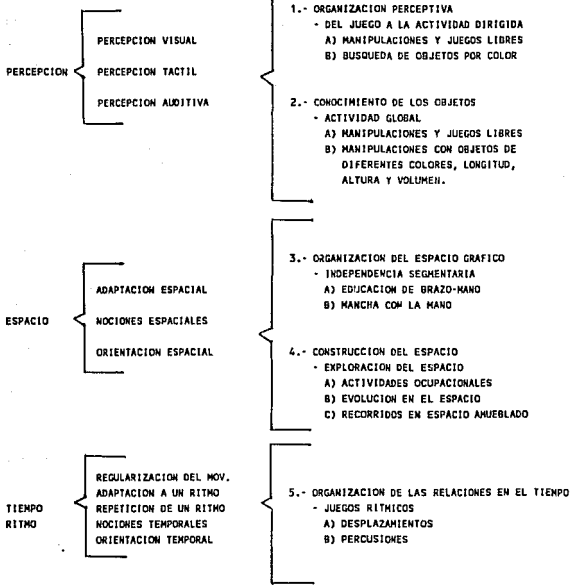 PERCEPCION
PERCEPCION VISUAL
PERCEPCION TACTIL
PERCEPCION AUDITIVA
1.- ORGANIZACION PERCEPTIVA
- DEL JUEGO A LA ACTIVIDAD DIRIGIDA
A) MANIPULACIONES Y JUEGOS LIBRES
B) BUSQUEDA DE OBJETOS POR COLOR
2.- CONOCIMIENTO DE LOS OBJETOS
- ACTIVIDAD GLOBAL
A) MANIPULACIONES Y JUEGOS LIBRES
B) MANIPULACIONES CON OBJETOS DE
DIFERENTES COLORES, LONGITUD,
ALTURA Y VOLUMEN.
ESPACIO
ADAPTACION ESPACIAL
NOCIONES ESPACIALES
ORIENTACION ESPACIAL
3.- ORGANIZACION DEL ESPACIO GRAFICO
- INDEPENDENCIA SEGMENTARIA
A) EDUCACION DE BRAZO-MANO
B) MANCHA CON LA MANO
4.- CONSTRUCCION DEL ESPACIO
- EXPLORACION DEL ESPACIO
A) ACTIVIDADES OCUPACIONALES
B) EVOLUCION EN EL ESPACIO
C) RECORRIDOS EN ESPACIO AMUEBLADO
TIEMPO
RITMO
REGULARIZACION DEL MOV.
ADAPTACION A UN RITMO
REPETICION DE UN RITMO
NOCIONES TEMPORALES
ORIENTACION TEMPORAL
5.- ORGANIZACION DE LAS RELACIONES EN EL TIEMPO
- JUEGOS RITMICOS
A) DESPLAZAMIENTOS
B) PERCUSIONES